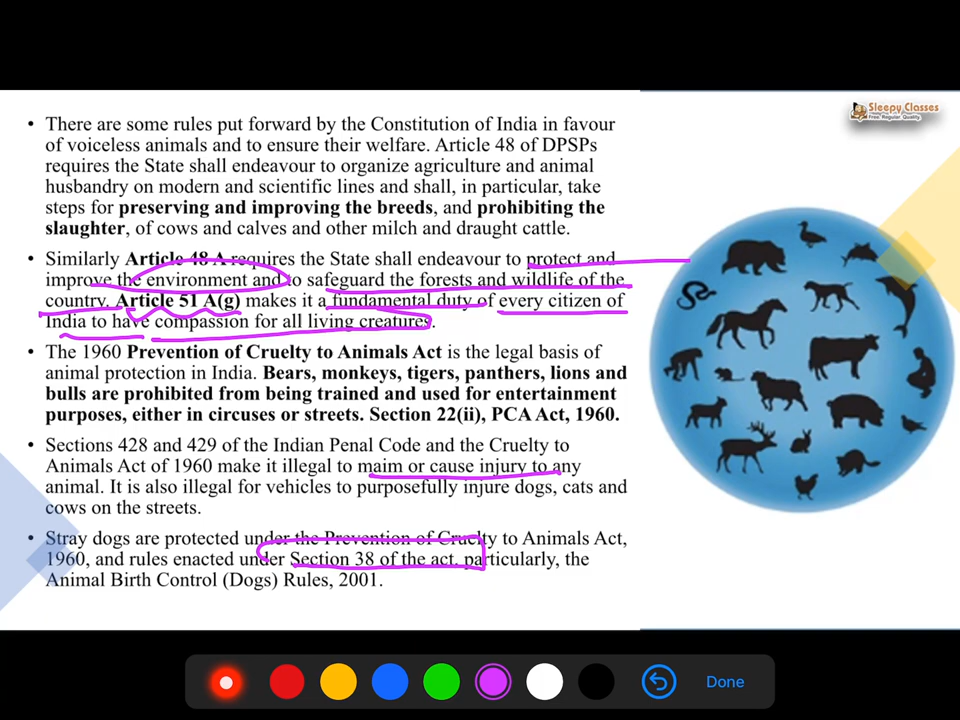 Sleepy Classes
Free. Regular. Quality.
• There are some rules put forward by the Constitution of India in favour
of voiceless animals and to ensure their welfare. Article 48 of DPSPs
requires the State shall endeavour to organize agriculture and animal
husbandry on modern and scientific lines and shall, in particular, take
steps for preserving and improving the breeds, and prohibiting the
slaughter, of cows and calves and other milch and draught cattle.
• Similarly Article 48 A requires the State shall endeavour to protect and
improve the environment and to safeguard the forests and wildlife of the
country. Article 51 A(g) makes it a fundamental duty of every citizen of
India to have compassion for all living creatures.
• The 1960 Prevention of Cruelty to Animals Act is the legal basis of
animal protection in India. Bears, monkeys, tigers, panthers, lions and
bulls are prohibited from being trained and used for entertainment
purposes, either in circuses or streets. Section 22(ii), PCA Act, 1960.
• Sections 428 and 429 of the Indian Penal Code and the Cruelty to
Animals Act of 1960 make it illegal to maim or cause injury to any
animal. It is also illegal for vehicles to purposefully injure dogs, cats and
cows on the streets.
• Stray dogs are protected under the Prevention of Cruelty to Animals Act,
1960, and rules enacted under Section 38 of the act, particularly, the
Animal Birth Control (Dogs) Rules, 2001.
Done